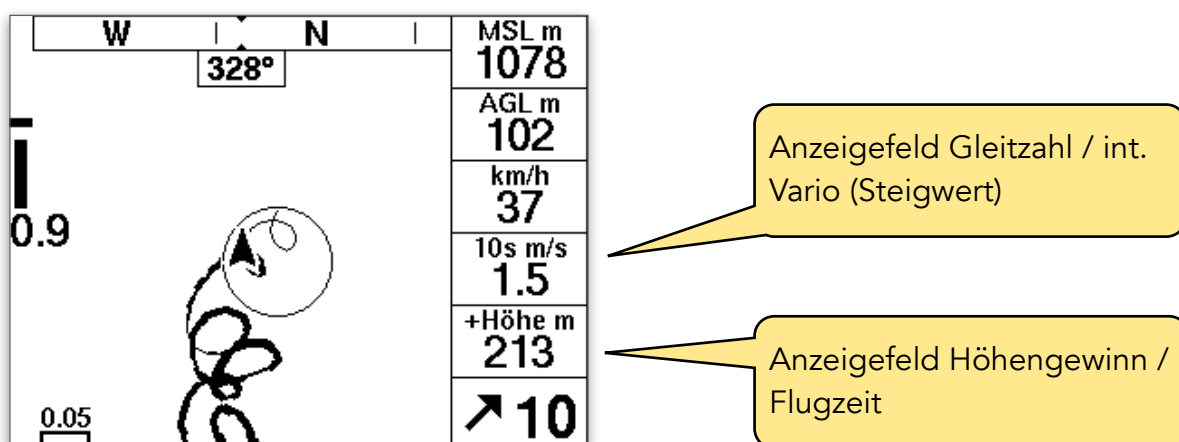 W N
328°
0.9
0.05
MSL m
1078
AGL m
102
km/h
37
10s m/s
1.5
+Höhe m
213
10
Anzeigefeld Gleitzahl / int.
Vario (Steigwert)
Anzeigefeld Höhengewinn /
Flugzeit